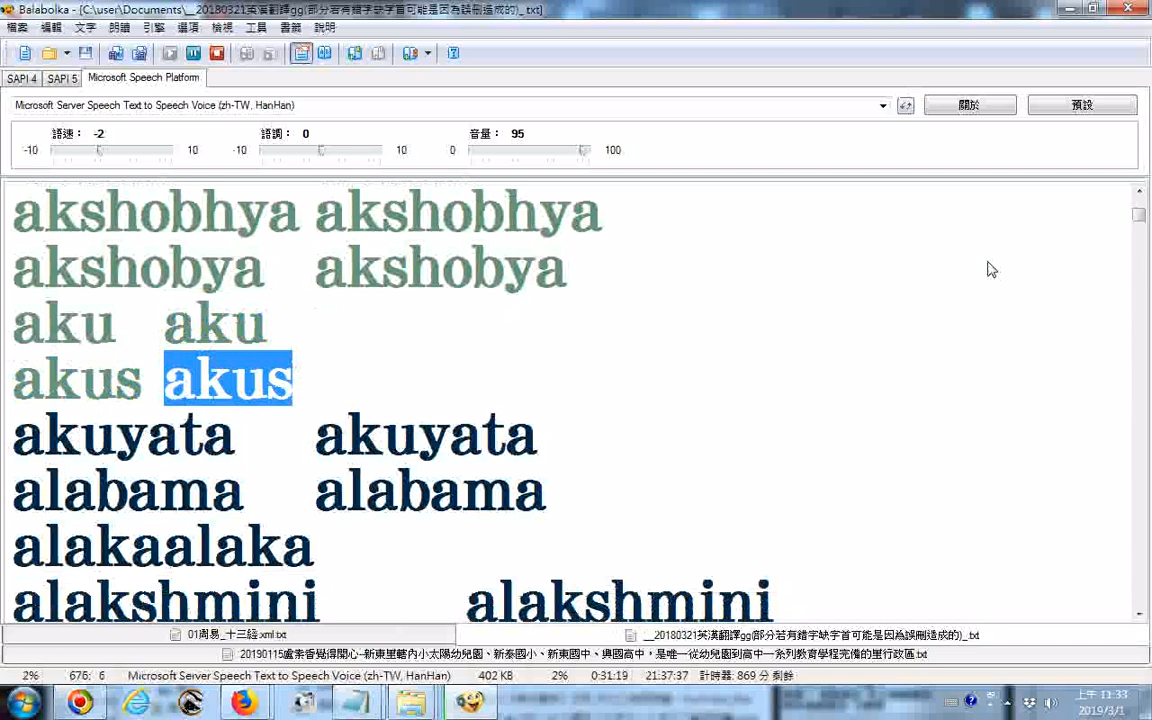 Balabolka - [C:\user\Documents\__20180321英漢翻譯gg(部分若有錯字缺字首可能是因為誤刪造成的)_.txt]
檔案 編輯 文字 朗讀 引擎 選項 檢視 工具 書籤 說明
SAPI 4 SAPI 5 Microsoft Speech Platform
Microsoft Server Speech Text to Speech Voice (zh-TW, HanHan) 關於 預設
語速： -2 語調： 0 音量： 95
-10 10 -10 10 0 100
akshobhya akshobhya
akshobya akshobya
aku aku
akus akus
akuyata akuyata
alabama alabama
alakaalaka
alakshmini alakshmini
01周易_十三經.xml.txt __20180321英漢翻譯gg(部分若有錯字缺字首可能是因為誤刪造成的)_.txt
20190115盧素香覺得開心--新東里轄內小太陽幼兒園、新泰國小、新東國中、興國高中，是唯一從幼兒園到高中一系列教育學程完備的里行政區.txt
2% 676: 6 Microsoft Server Speech Text to Speech Voice (zh-TW, HanHan) 402 KB 2% 0:31:19 21:37:37 計時器: 869 分 剩餘
上午 11:33
2019/3/1